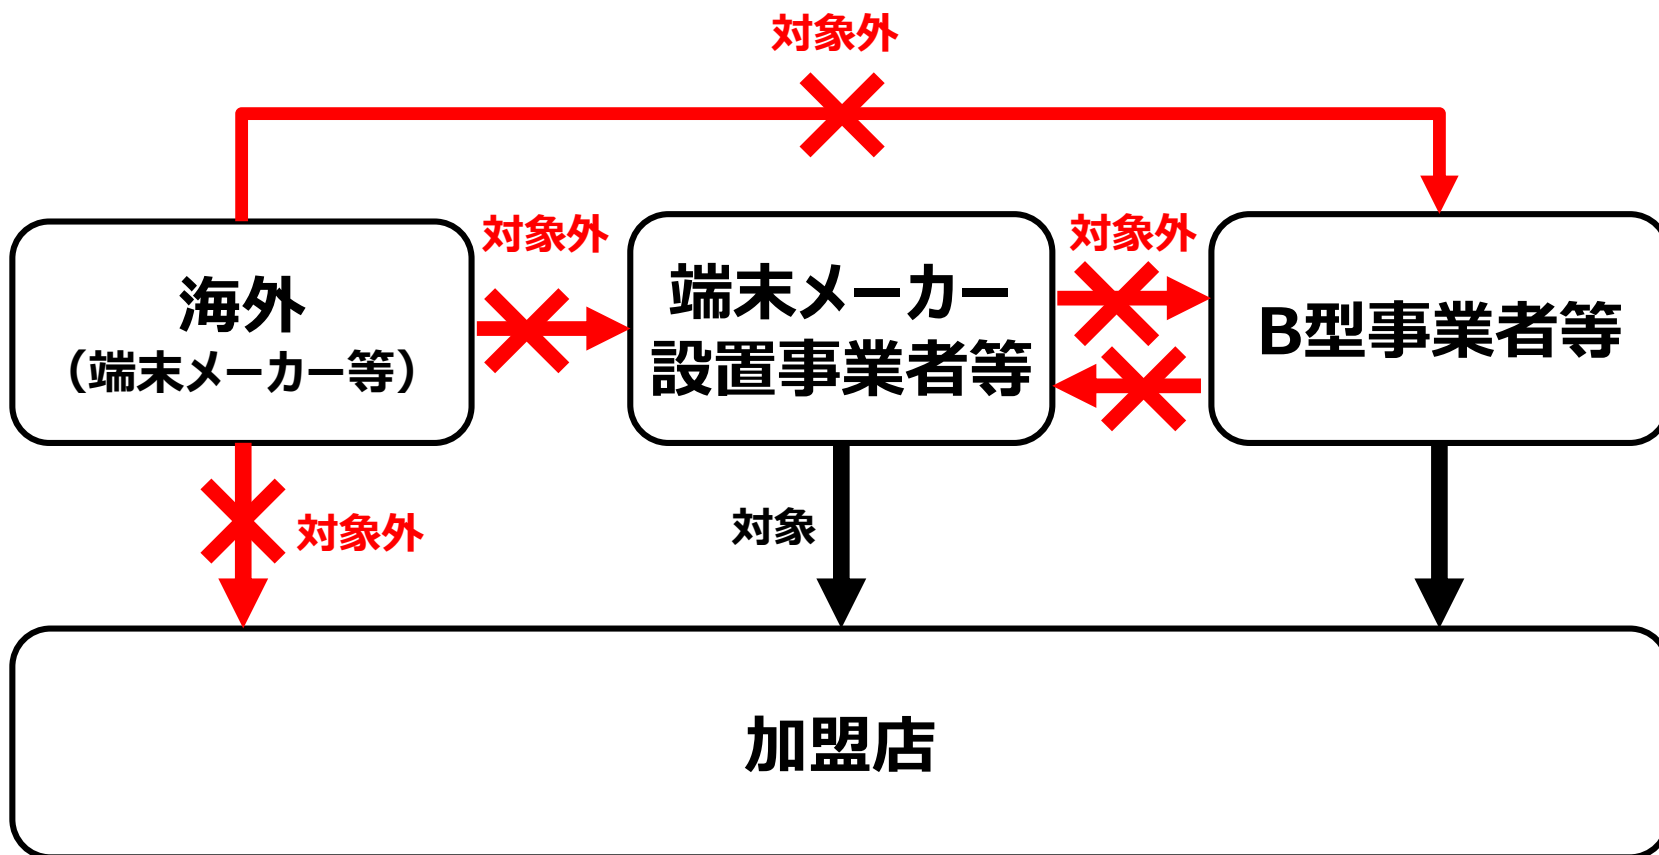 対象外
対象外
対象外
海外
（端末メーカー等）
端末メーカー
設置事業者等
B型事業者等
対象外
対象
加盟店